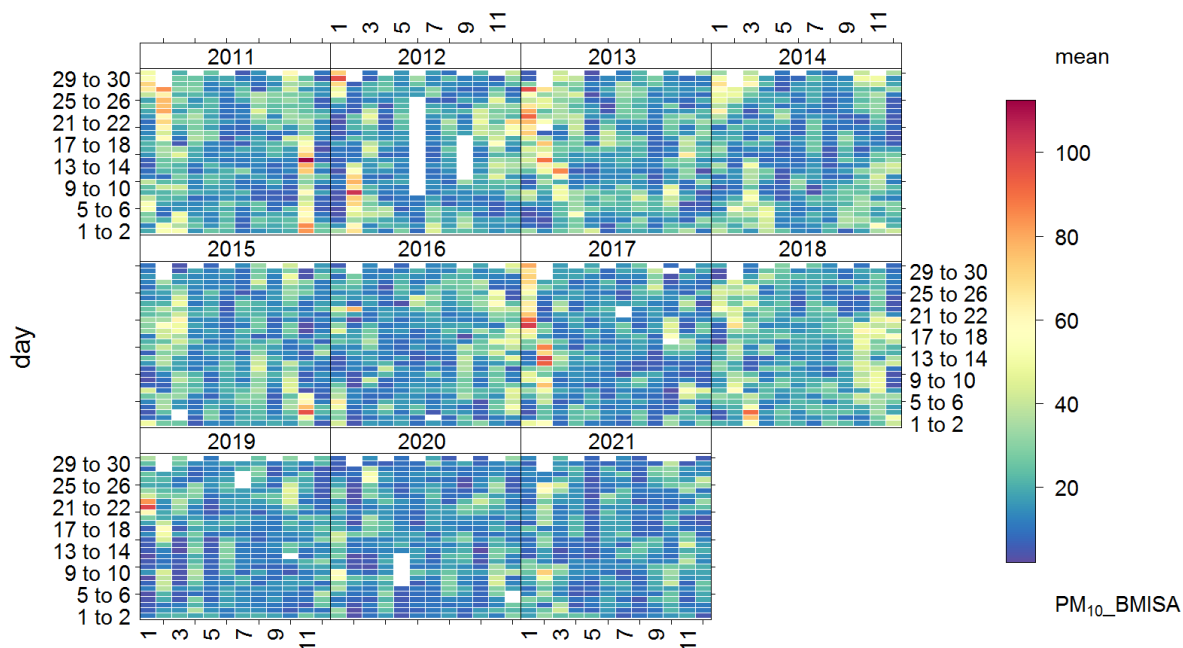 1 3 5 7 9 11
2011 2012 2013 2014
mean
29 to 30
25 to 26
21 to 22
17 to 18
13 to 14
9 to 10
5 to 6
1 to 2
100
80
60
40
20
2015 2016 2017 2018
day
29 to 30
25 to 26
21 to 22
17 to 18
13 to 14
9 to 10
5 to 6
1 to 2
2019 2020 2021
29 to 30
25 to 26
21 to 22
17 to 18
13 to 14
9 to 10
5 to 6
1 to 2
PM₁₀_BMISA
1 3 5 7 9 11
1 3 5 7 9 11
1 3 5 7 9 11